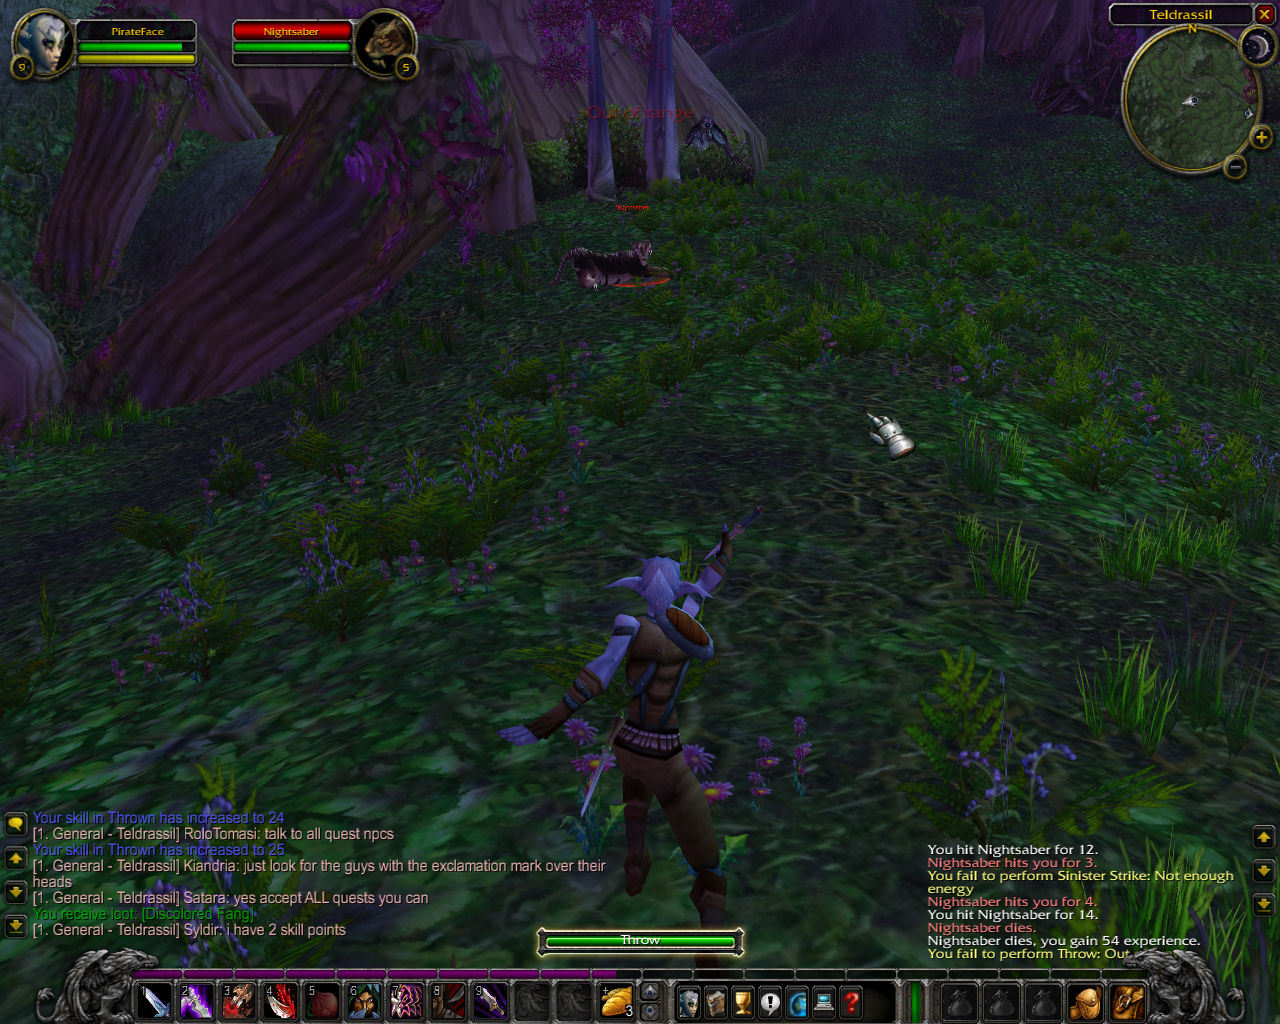 PirateFace
9
Nightsaber
5
Teldrassil
N
Out of range
Nightsaber
Your skill in Thrown has increased to 24
[1. General - Teldrassil] RoloTomasi: talk to all quest npcs
Your skill in Thrown has increased to 25
[1. General - Teldrassil] Kiandria: just look for the guys with the exclamation mark over their
heads
[1. General - Teldrassil] Satara: yes accept ALL quests you can
You receive loot: [Discolored Fang]
[1. General - Teldrassil] Syldir: i have 2 skill points
You hit Nightsaber for 12.
Nightsaber hits you for 3.
You fail to perform Sinister Strike: Not enough
energy
Nightsaber hits you for 4.
You hit Nightsaber for 14.
Nightsaber dies.
Nightsaber dies, you gain 54 experience.
You fail to perform Throw: Out
Throw
1 2 3 4 5 6 7 8 9 + 3